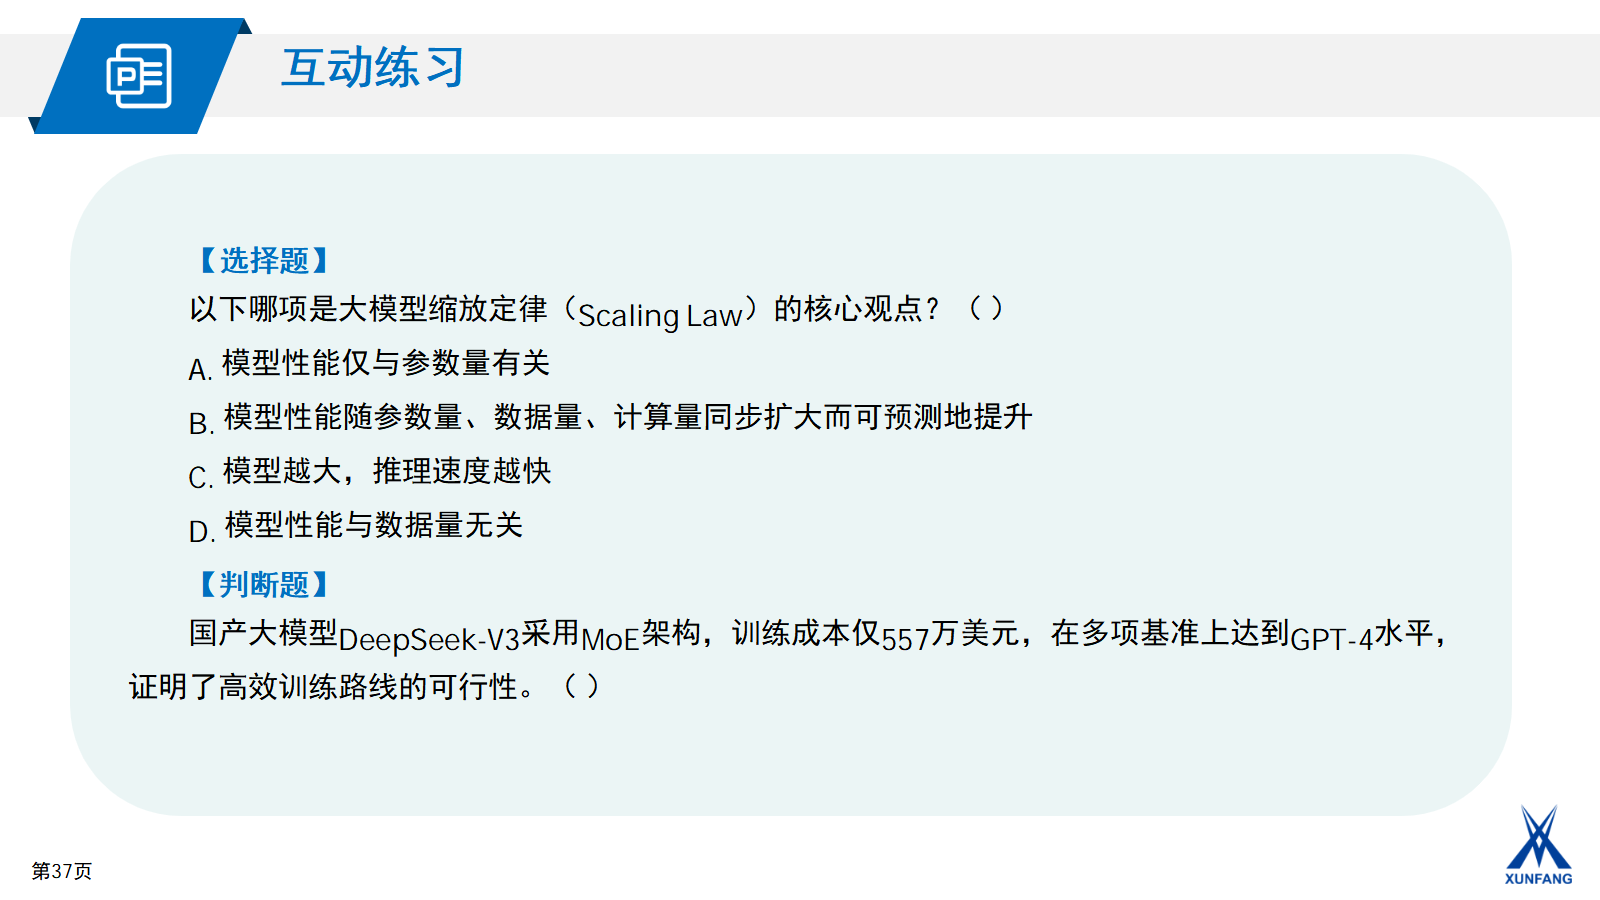 互动练习
【选择题】
以下哪项是大模型缩放定律（Scaling Law）的核心观点？（ ）
A. 模型性能仅与参数量有关
B. 模型性能随参数量、数据量、计算量同步扩大而可预测地提升
C. 模型越大，推理速度越快
D. 模型性能与数据量无关
【判断题】
国产大模型DeepSeek-V3采用MoE架构，训练成本仅557万美元，在多项基准上达到GPT-4水平，
证明了高效训练路线的可行性。（ ）
第37页
XUNFANG